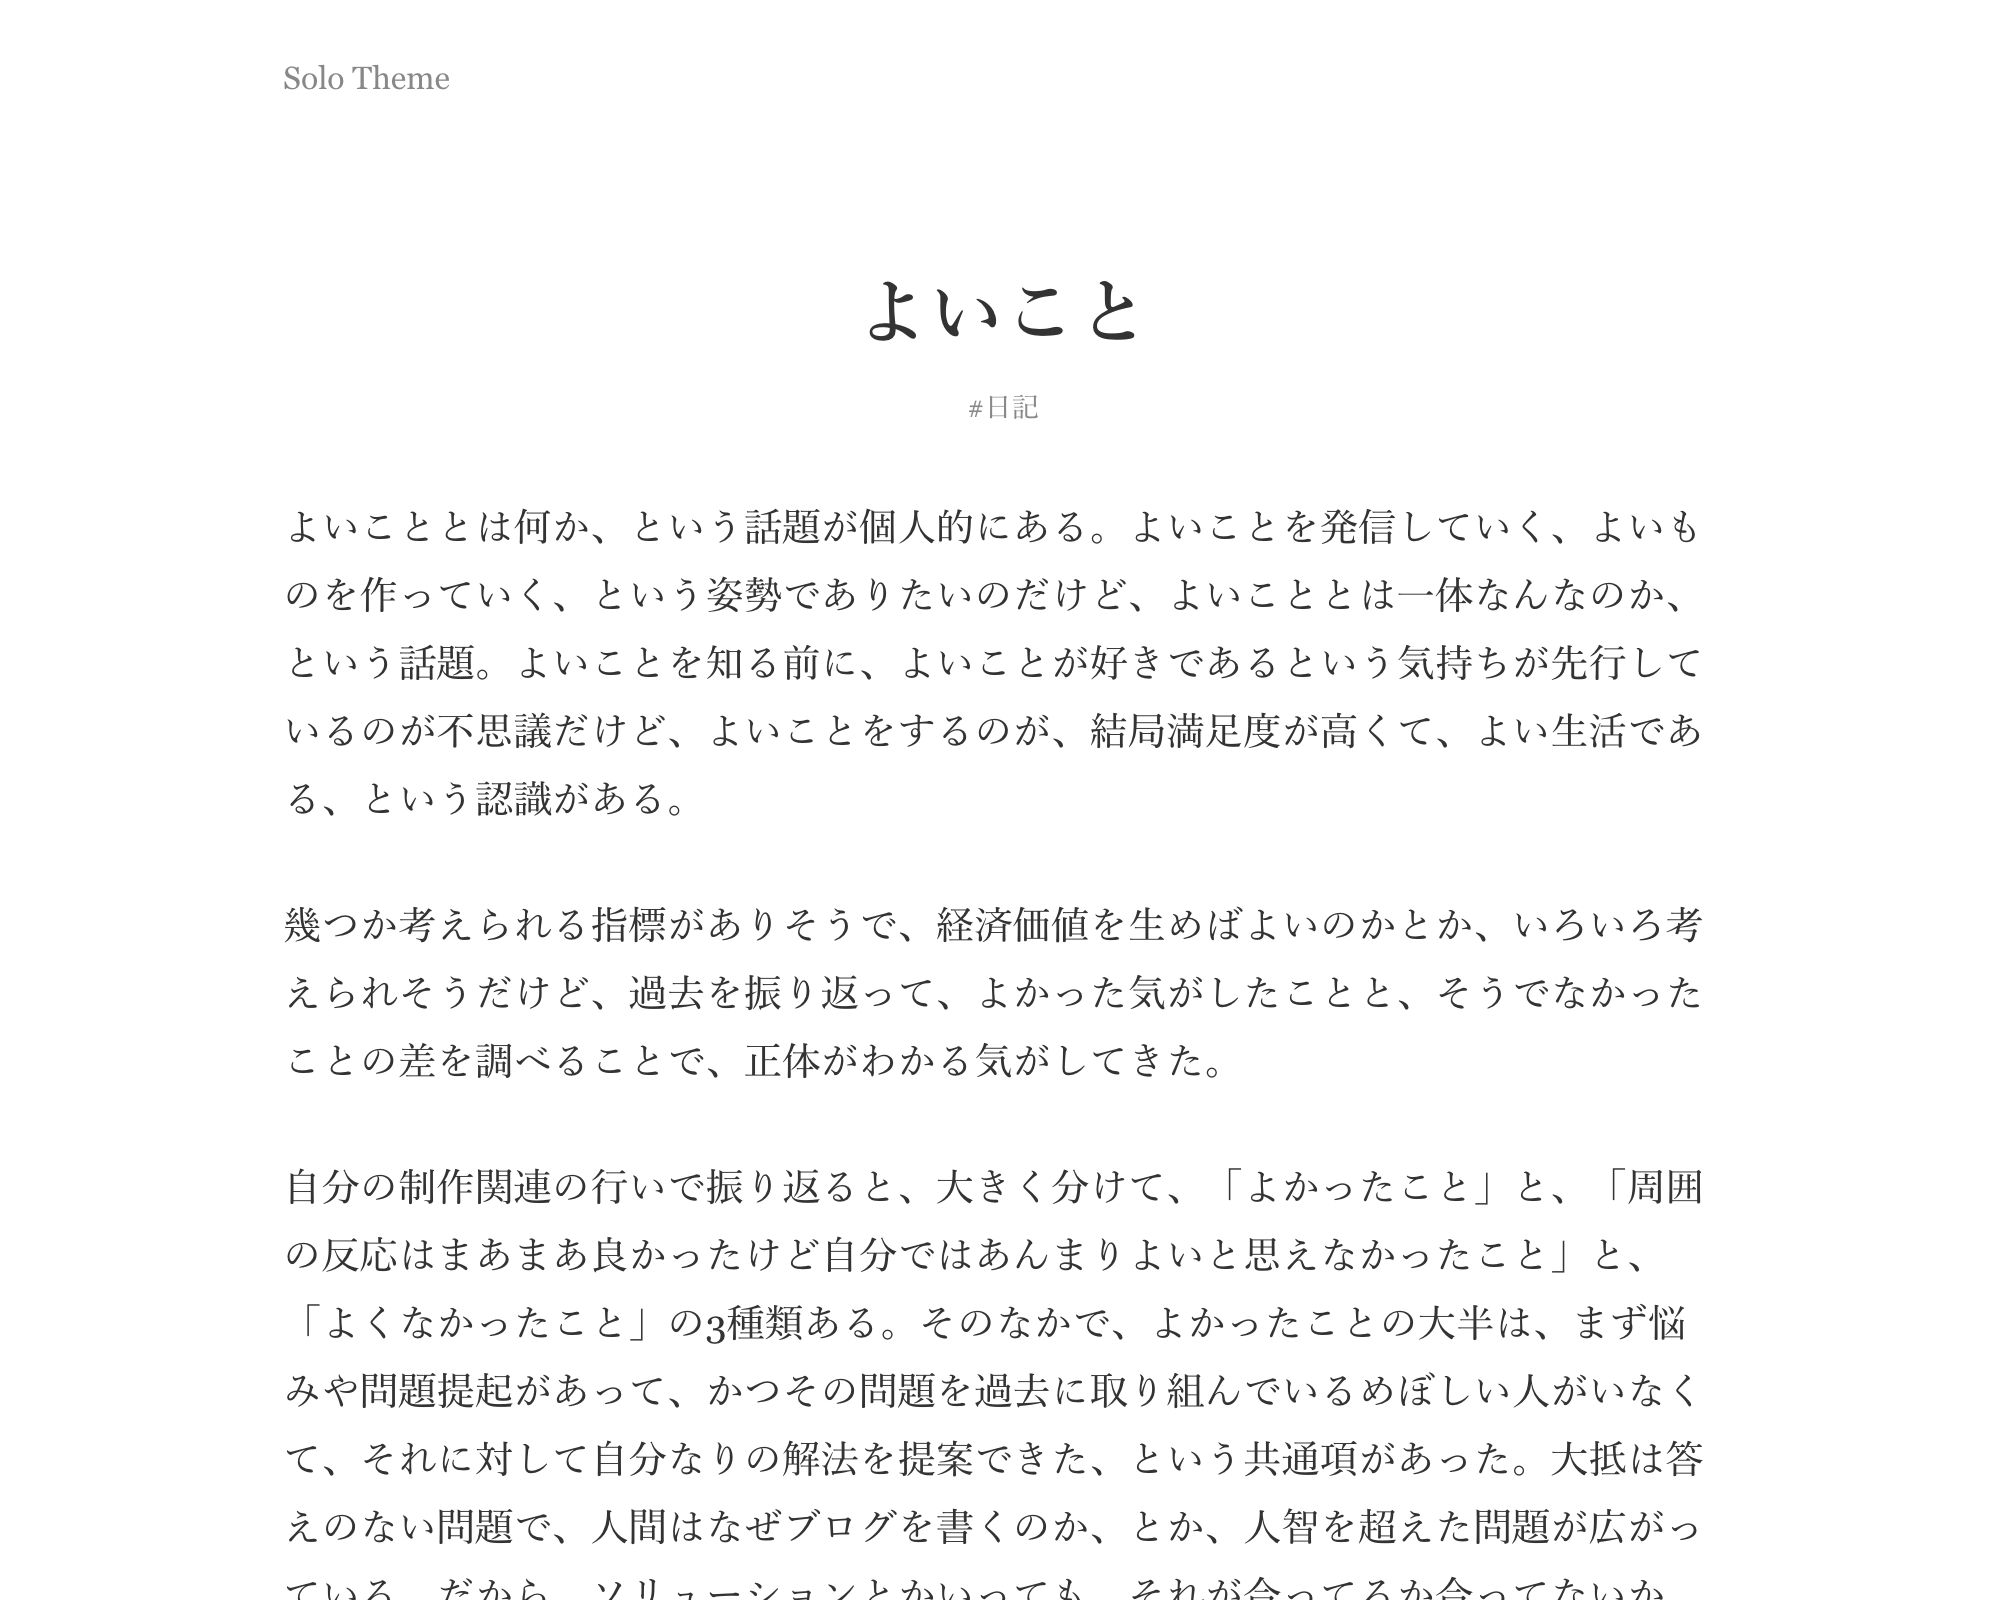 Solo Theme
よいこと
#日記
よいこととは何か、という話題が個人的にある。よいことを発信していく、よいも
のを作っていく、という姿勢でありたいのだけど、よいこととは一体なんなのか、
という話題。よいことを知る前に、よいことが好きであるという気持ちが先行して
いるのが不思議だけど、よいことをするのが、結局満足度が高くて、よい生活であ
る、という認識がある。
幾つか考えられる指標がありそうで、経済価値を生めばよいのかとか、いろいろ考
えられそうだけど、過去を振り返って、よかった気がしたことと、そうでなかった
ことの差を調べることで、正体がわかる気がしてきた。
自分の制作関連の行いで振り返ると、大きく分けて、「よかったこと」と、「周囲
の反応はまあまあ良かったけど自分ではあんまりよいと思えなかったこと」と、
「よくなかったこと」の3種類ある。そのなかで、よかったことの大半は、まず悩
みや問題提起があって、かつその問題を過去に取り組んでいるめぼしい人がいなく
て、それに対して自分なりの解法を提案できた、という共通項があった。大抵は答
えのない問題で、人間はなぜブログを書くのか、とか、人智を超えた問題が広がっ
ている。だから、ソリューションとかいっても、それが合ってるか合ってないか